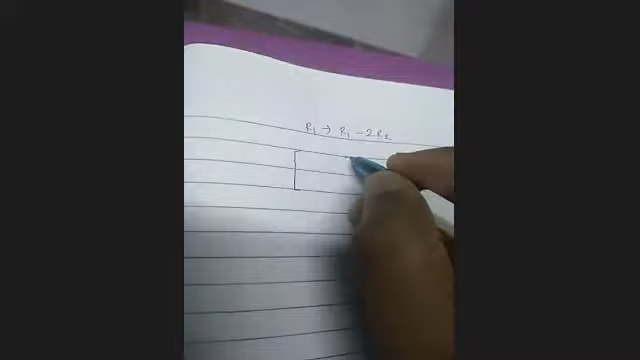 R₁ → R₁ - 2R₂